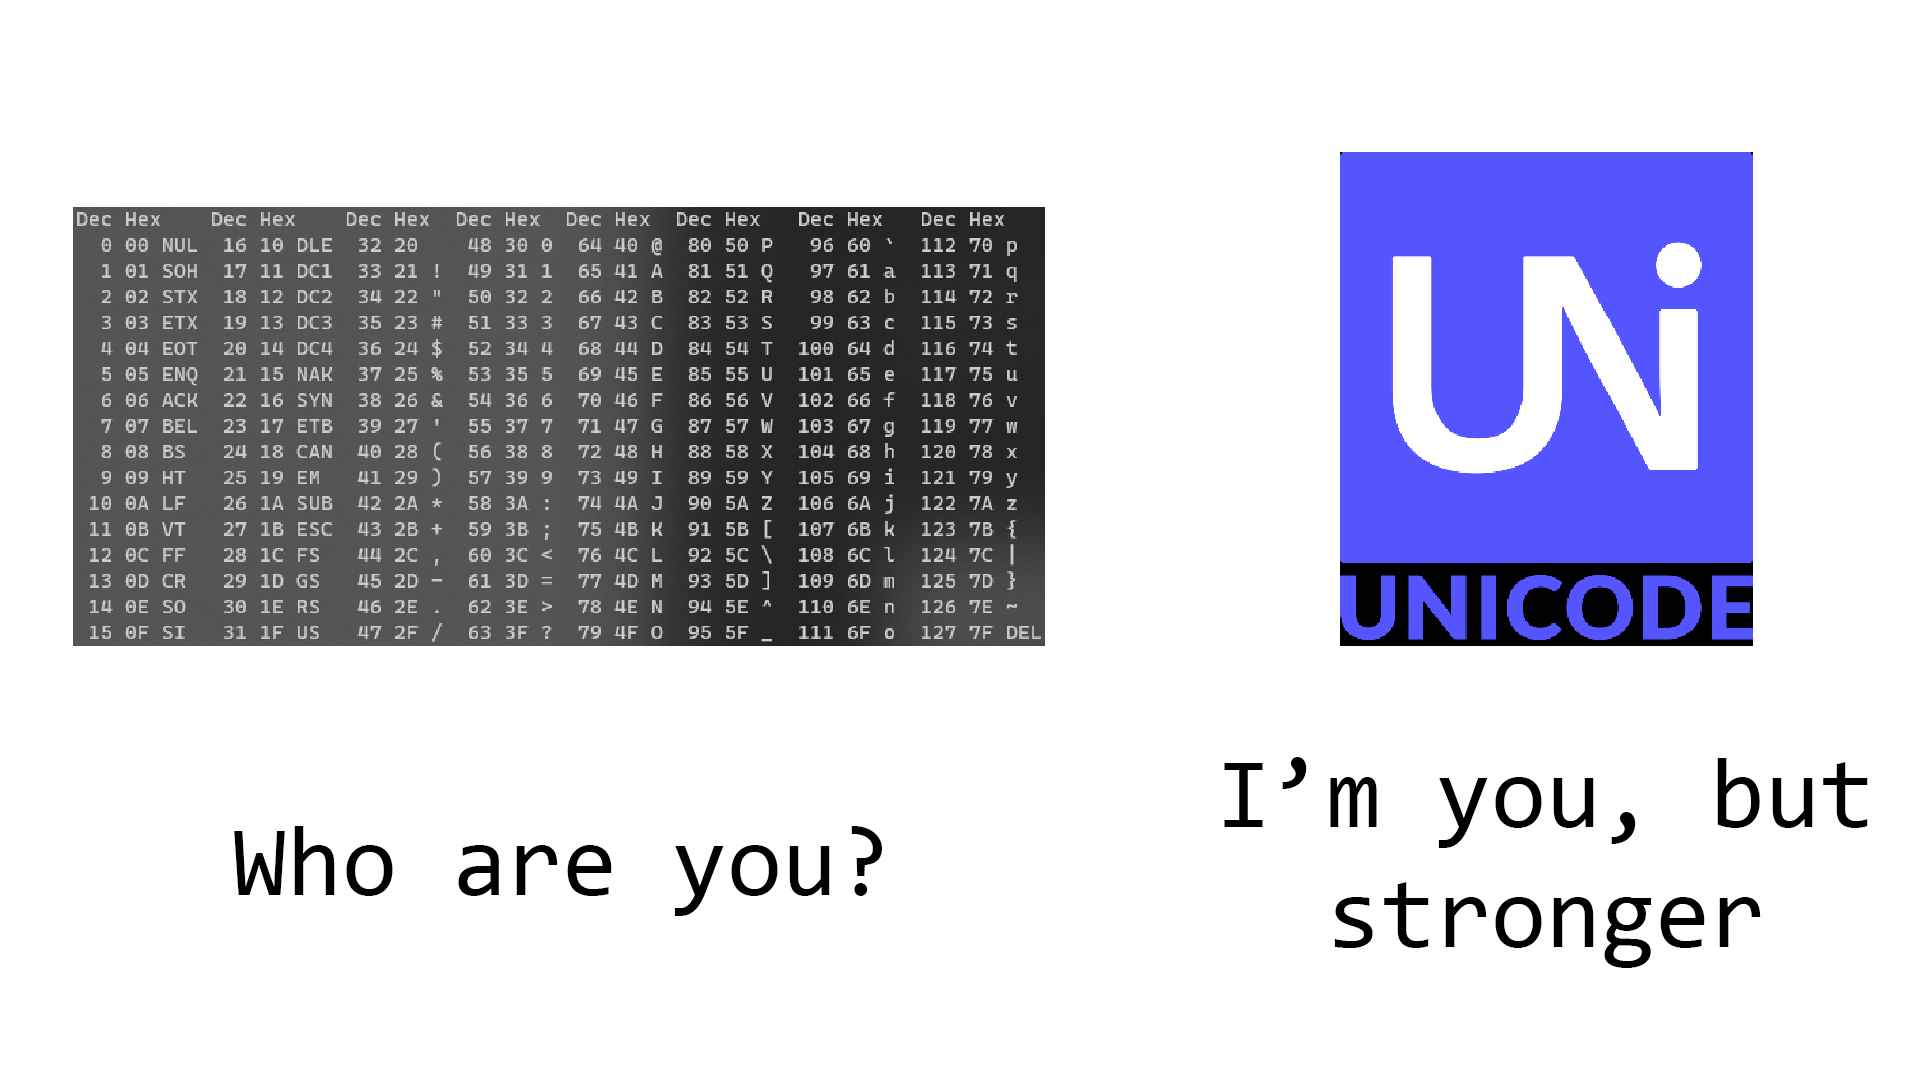 Dec Hex Dec Hex Dec Hex Dec Hex Dec Hex Dec Hex Dec Hex Dec Hex
0 00 NUL 16 10 DLE 32 20 48 30 0 64 40 @ 80 50 P 96 60 ` 112 70 p
1 01 SOH 17 11 DC1 33 21 ! 49 31 1 65 41 A 81 51 Q 97 61 a 113 71 q
2 02 STX 18 12 DC2 34 22 " 50 32 2 66 42 B 82 52 R 98 62 b 114 72 r
3 03 ETX 19 13 DC3 35 23 # 51 33 3 67 43 C 83 53 S 99 63 c 115 73 s
4 04 EOT 20 14 DC4 36 24 $ 52 34 4 68 44 D 84 54 T 100 64 d 116 74 t
5 05 ENQ 21 15 NAK 37 25 % 53 35 5 69 45 E 85 55 U 101 65 e 117 75 u
6 06 ACK 22 16 SYN 38 26 & 54 36 6 70 46 F 86 56 V 102 66 f 118 76 v
7 07 BEL 23 17 ETB 39 27 ' 55 37 7 71 47 G 87 57 W 103 67 g 119 77 w
8 08 BS 24 18 CAN 40 28 ( 56 38 8 72 48 H 88 58 X 104 68 h 120 78 x
9 09 HT 25 19 EM 41 29 ) 57 39 9 73 49 I 89 59 Y 105 69 i 121 79 y
10 0A LF 26 1A SUB 42 2A * 58 3A : 74 4A J 90 5A Z 106 6A j 122 7A z
11 0B VT 27 1B ESC 43 2B + 59 3B ; 75 4B K 91 5B [ 107 6B k 123 7B {
12 0C FF 28 1C FS 44 2C , 60 3C < 76 4C L 92 5C \ 108 6C l 124 7C |
13 0D CR 29 1D GS 45 2D - 61 3D = 77 4D M 93 5D ] 109 6D m 125 7D }
14 0E SO 30 1E RS 46 2E . 62 3E > 78 4E N 94 5E ^ 110 6E n 126 7E ~
15 0F SI 31 1F US 47 2F / 63 3F ? 79 4F O 95 5F _ 111 6F o 127 7F DEL
UNi
UNICODE
Who are you?
I’m you, but
stronger